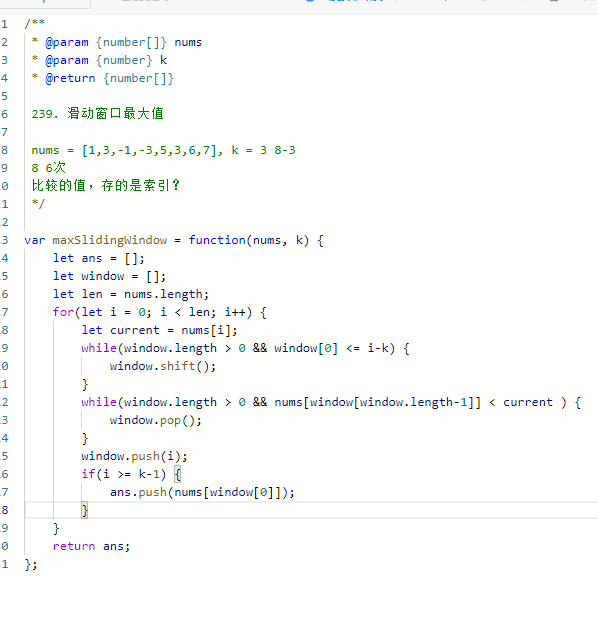 1 /**
2  * @param {number[]} nums
3  * @param {number} k
4  * @return {number[]}
5
6  239. 滑动窗口最大值
7
8  nums = [1,3,-1,-3,5,3,6,7], k = 3 8-3
9  8 6次
0  比较的值，存的是索引？
1  */
2
3 var maxSlidingWindow = function(nums, k) {
4     let ans = [];
5     let window = [];
6     let len = nums.length;
7     for(let i = 0; i < len; i++) {
8         let current = nums[i];
9         while(window.length > 0 && window[0] <= i-k) {
0             window.shift();
1         }
2         while(window.length > 0 && nums[window[window.length-1]] < current ) {
3             window.pop();
4         }
5         window.push(i);
6         if(i >= k-1) {
7             ans.push(nums[window[0]]);
8         }
9     }
0     return ans;
1 };